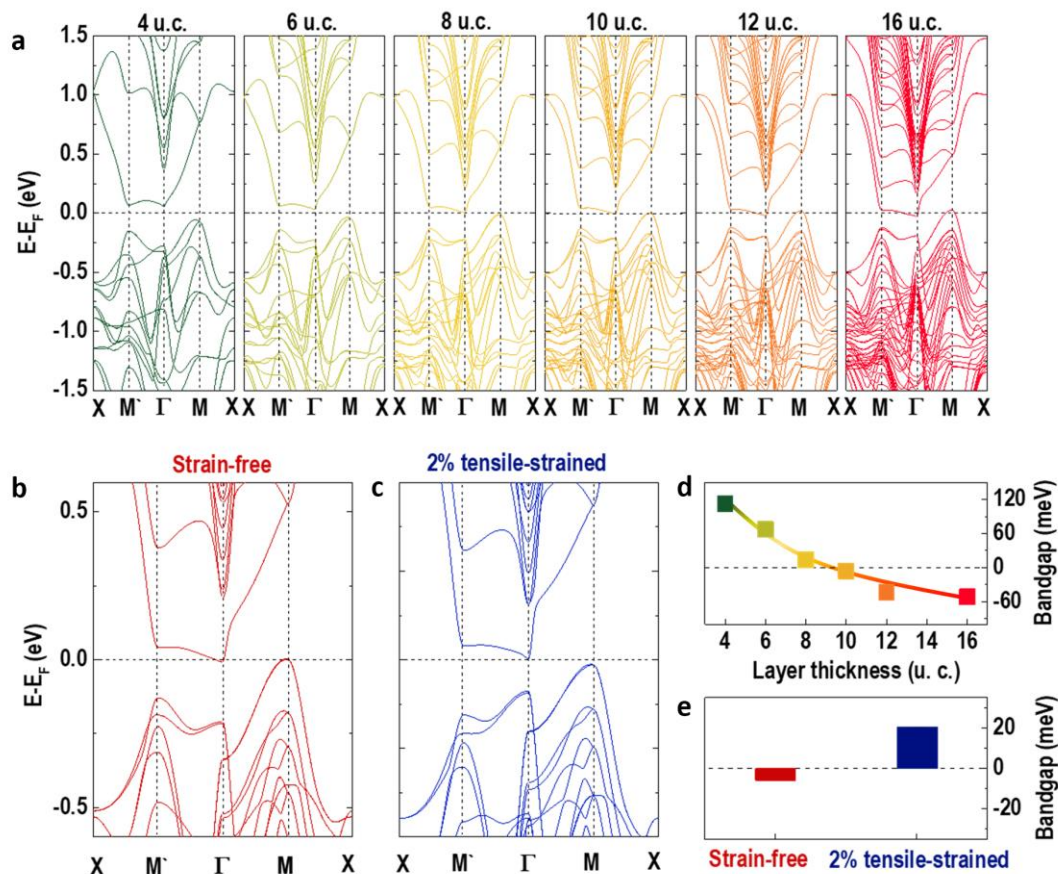 a
4 u.c. 6 u.c. 8 u.c. 10 u.c. 12 u.c. 16 u.c.
1.5
1.0
0.5
0.0
-0.5
-1.0
-1.5
E-E_F (eV)
X M` Γ M X M` Γ M X M` Γ M X M` Γ M X M` Γ M X M` Γ M X
b
Strain-free
0.5
0.0
-0.5
E-E_F (eV)
X M` Γ M X
c
2% tensile-strained
X M` Γ M X
d
120
60
0
-60
Bandgap (meV)
4 6 8 10 12 14 16
Layer thickness (u. c.)
e
20
0
-20
Bandgap (meV)
Strain-free 2% tensile-strained